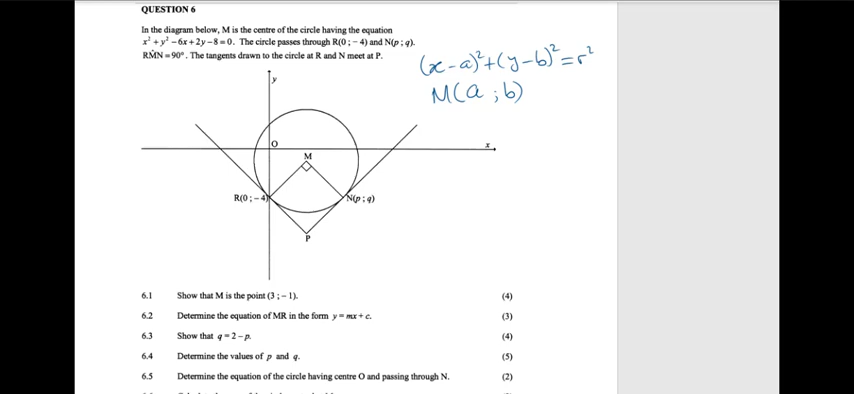 QUESTION 6
In the diagram below, M is the centre of the circle having the equation
x² + y² − 6x + 2y − 8 = 0. The circle passes through R(0 ; − 4) and N(p ; q).
RM̂N = 90°. The tangents drawn to the circle at R and N meet at P.
(x-a)²+(y-b)²=r²
M(a ; b)
y
O
x
M
R(0 ; − 4)
N(p ; q)
P
6.1 Show that M is the point (3 ; − 1). (4)
6.2 Determine the equation of MR in the form y = mx + c. (3)
6.3 Show that q = 2 − p. (4)
6.4 Determine the values of p and q. (5)
6.5 Determine the equation of the circle having centre O and passing through N. (2)